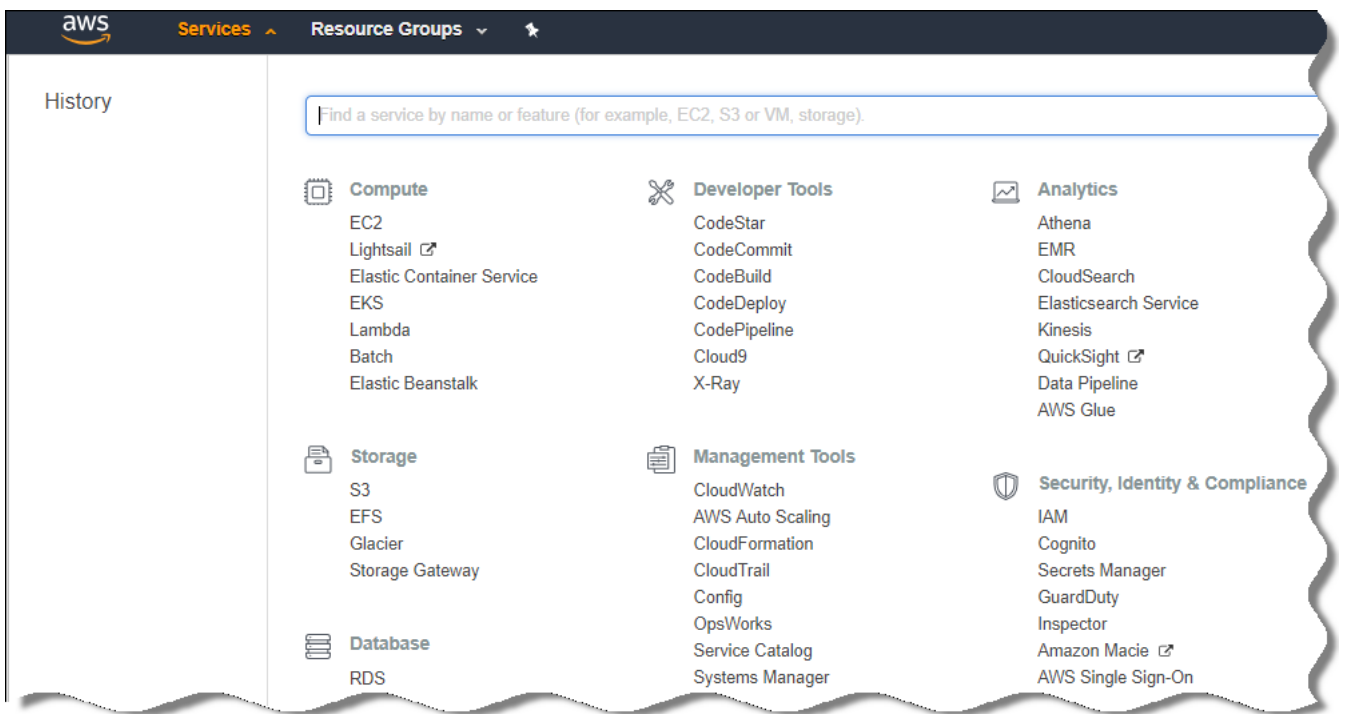 aws Services Resource Groups
History
Find a service by name or feature (for example, EC2, S3 or VM, storage).
Compute
EC2
Lightsail
Elastic Container Service
EKS
Lambda
Batch
Elastic Beanstalk
Storage
S3
EFS
Glacier
Storage Gateway
Database
RDS
Developer Tools
CodeStar
CodeCommit
CodeBuild
CodeDeploy
CodePipeline
Cloud9
X-Ray
Management Tools
CloudWatch
AWS Auto Scaling
CloudFormation
CloudTrail
Config
OpsWorks
Service Catalog
Systems Manager
Analytics
Athena
EMR
CloudSearch
Elasticsearch Service
Kinesis
QuickSight
Data Pipeline
AWS Glue
Security, Identity & Compliance
IAM
Cognito
Secrets Manager
GuardDuty
Inspector
Amazon Macie
AWS Single Sign-On